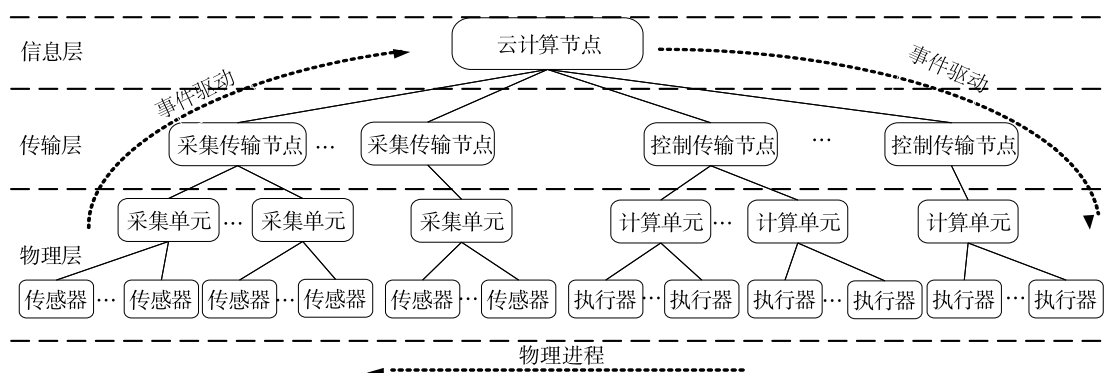 信息层
云计算节点
事件驱动
事件驱动
传输层
采集传输节点 … 采集传输节点
控制传输节点 … 控制传输节点
物理层
采集单元 … 采集单元 采集单元
计算单元 … 计算单元 计算单元
传感器 … 传感器 传感器 … 传感器 传感器 … 传感器
执行器 … 执行器 执行器 … 执行器 执行器 … 执行器
物理进程